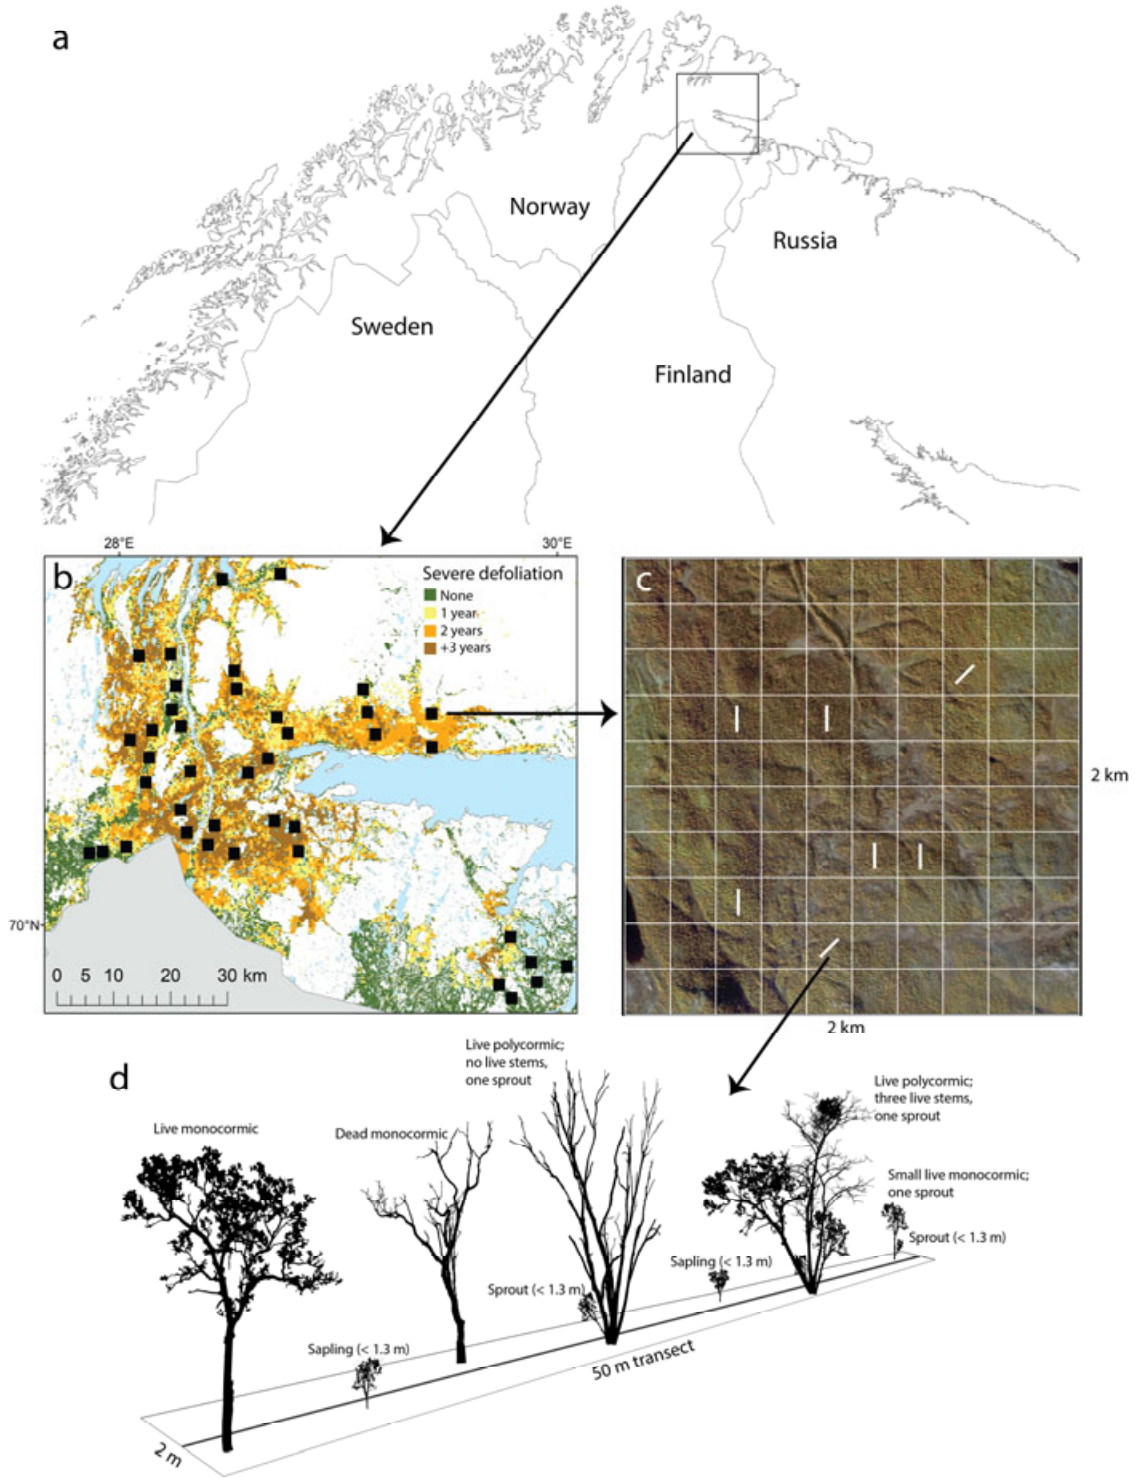 a
Norway
Russia
Sweden
Finland
28°E
30°E
b
Severe defoliation
None
1 year
2 years
+3 years
70°N
0 5 10 20 30 km
c
2 km
2 km
d
Live polycormic;
no live stems,
one sprout
Live polycormic;
three live stems,
one sprout
Live monocormic
Dead monocormic
Small live monocormic;
one sprout
Sprout (< 1.3 m)
Sapling (< 1.3 m)
Sprout (< 1.3 m)
Sapling (< 1.3 m)
50 m transect
2 m